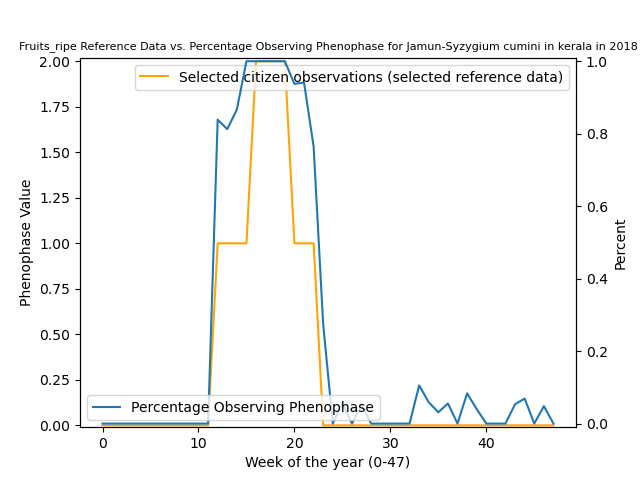 Fruits_ripe Reference Data vs. Percentage Observing Phenophase for Jamun-Syzygium cumini in kerala in 2018
Selected citizen observations (selected reference data)
Percentage Observing Phenophase
Phenophase Value
2.00
1.75
1.50
1.25
1.00
0.75
0.50
0.25
0.00
Percent
1.0
0.8
0.6
0.4
0.2
0.0
0 10 20 30 40
Week of the year (0-47)